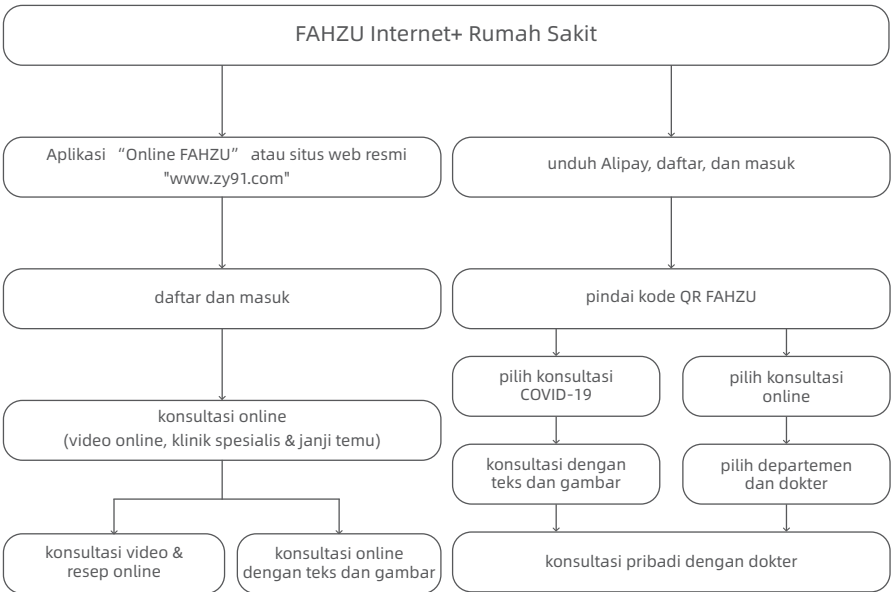 FAHZU Internet+ Rumah Sakit
Aplikasi “Online FAHZU” atau situs web resmi
"www.zy91.com"
unduh Alipay, daftar, dan masuk
daftar dan masuk
pindai kode QR FAHZU
pilih konsultasi
COVID-19
pilih konsultasi
online
konsultasi online
(video online, klinik spesialis & janji temu)
konsultasi dengan
teks dan gambar
pilih departemen
dan dokter
konsultasi video &
resep online
konsultasi online
dengan teks dan gambar
konsultasi pribadi dengan dokter